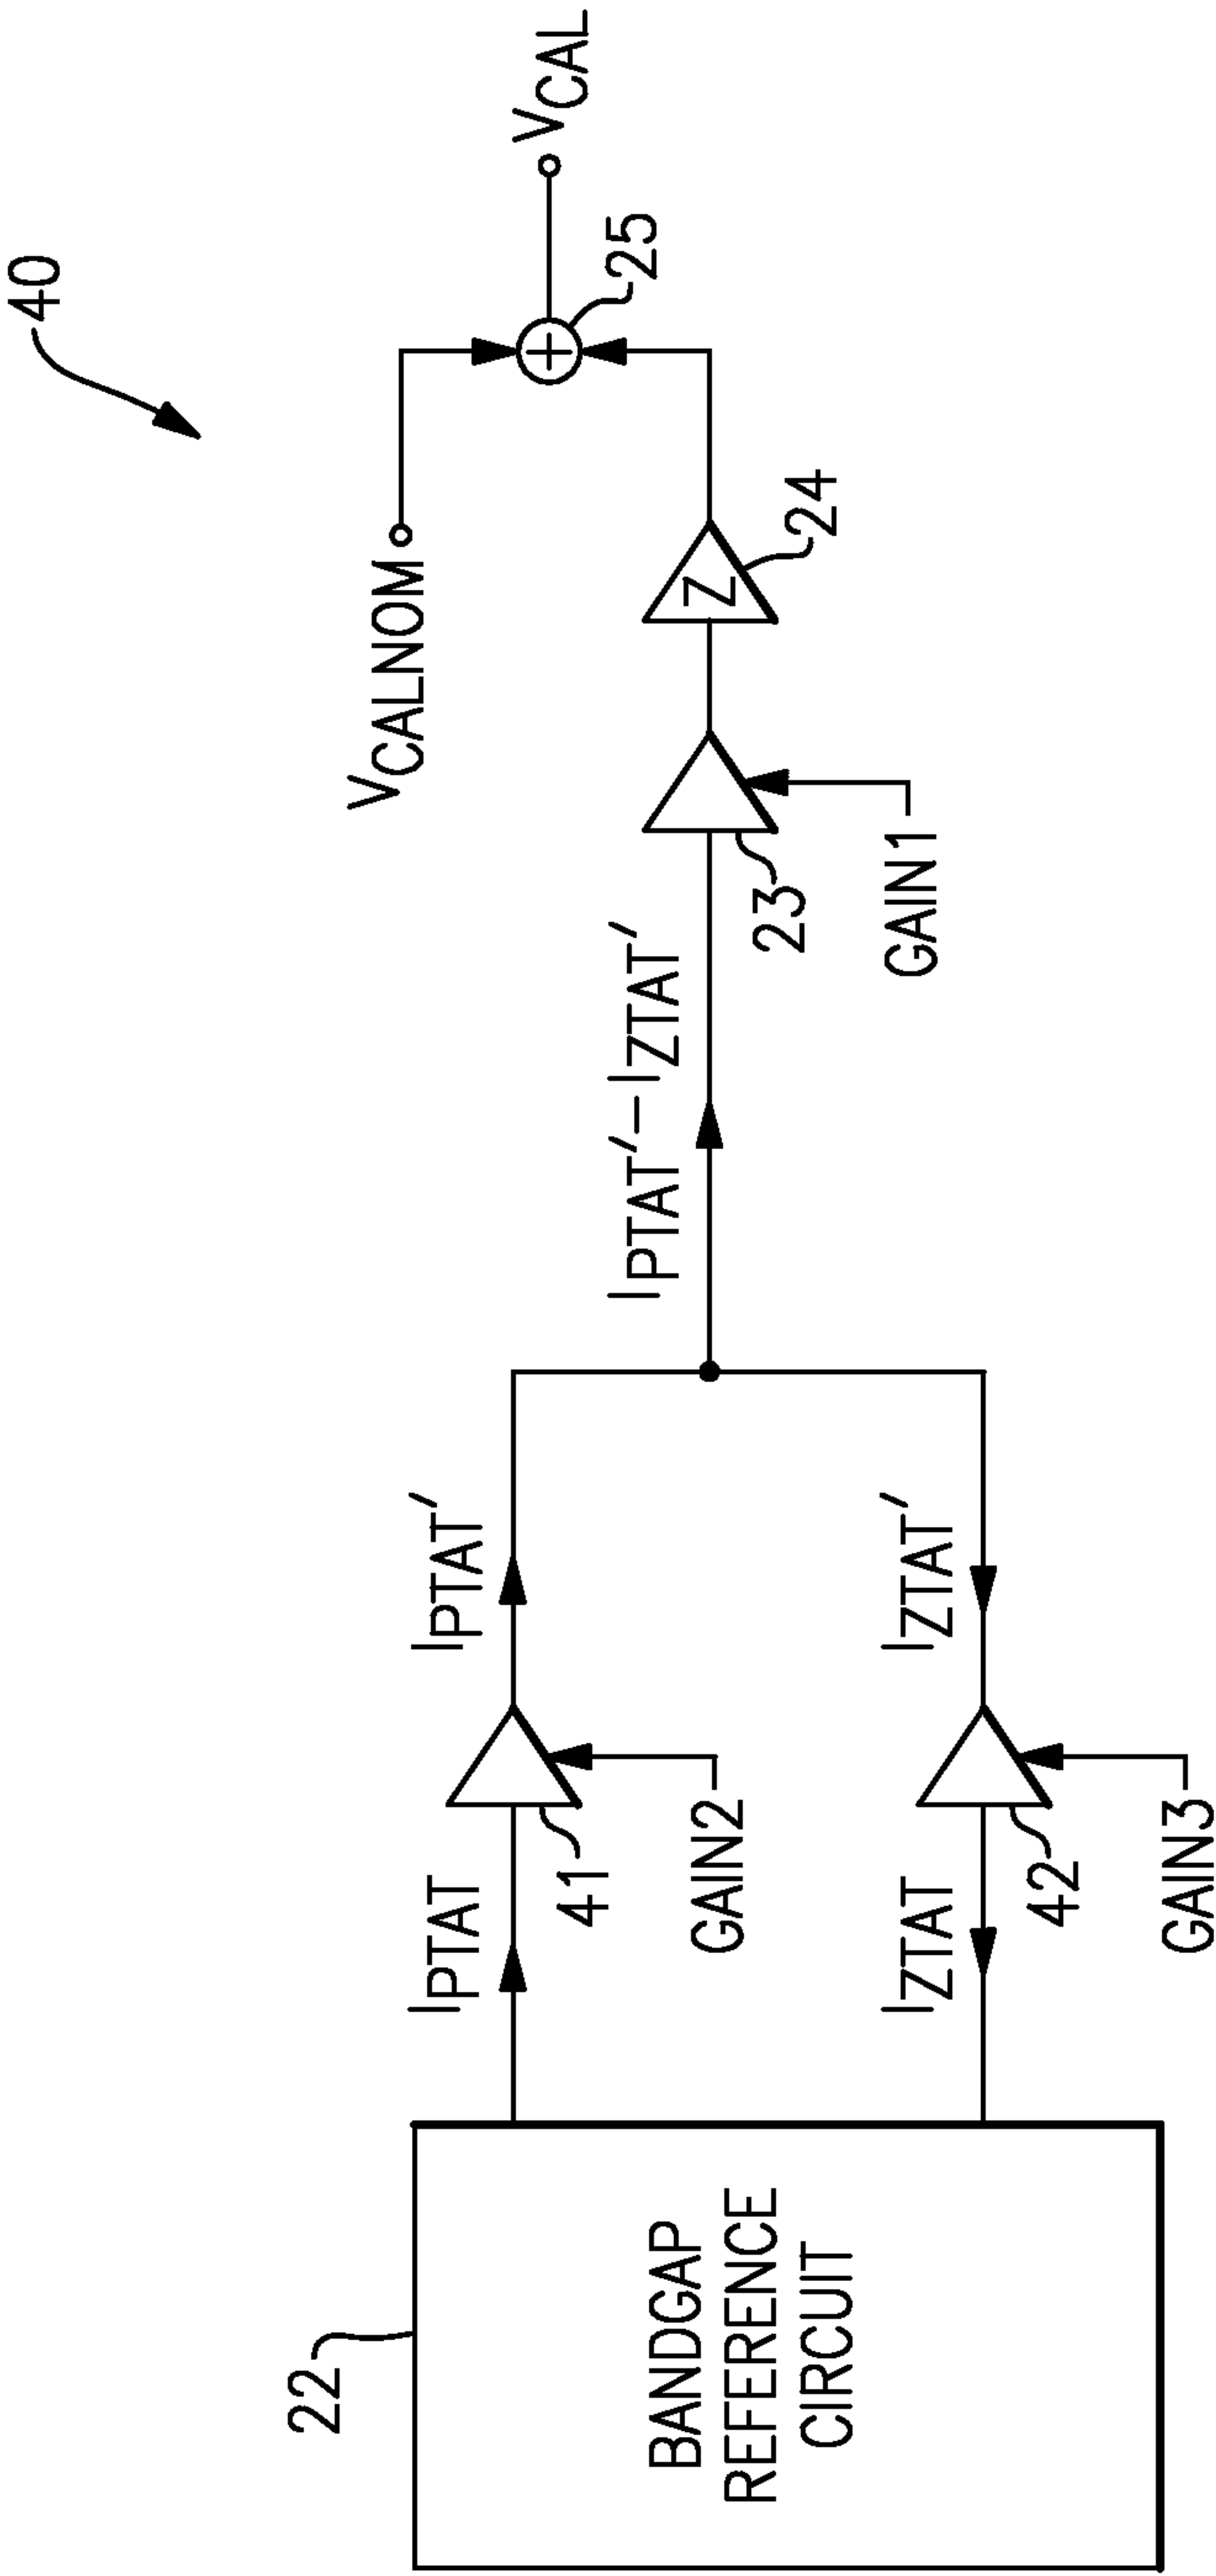 40
22
BANDGAP
REFERENCE
CIRCUIT
IPTAT
41
GAIN2
IPTAT′
IZTAT
42
GAIN3
IZTAT′
IPTAT′−IZTAT′
23
GAIN1
Z
24
VCALNOM
+
25
VCAL